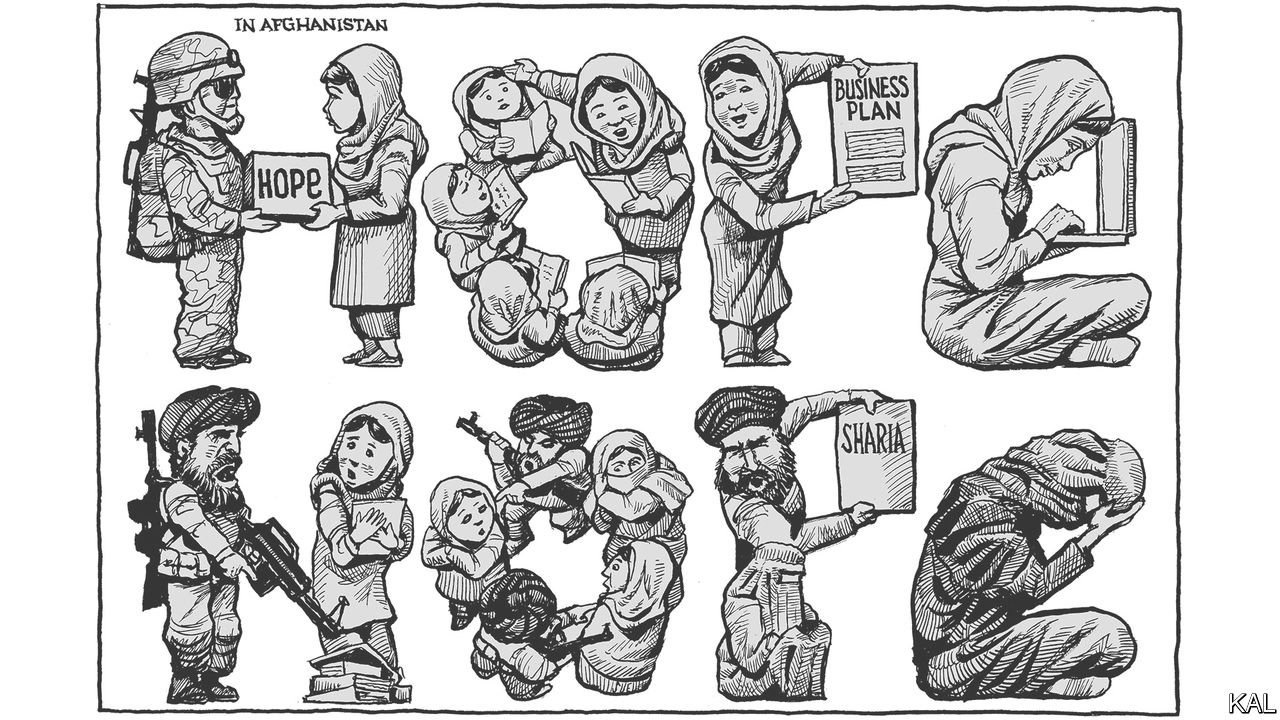 IN AFGHANISTAN
HOPE
BUSINESS
PLAN
SHARIA
KAL